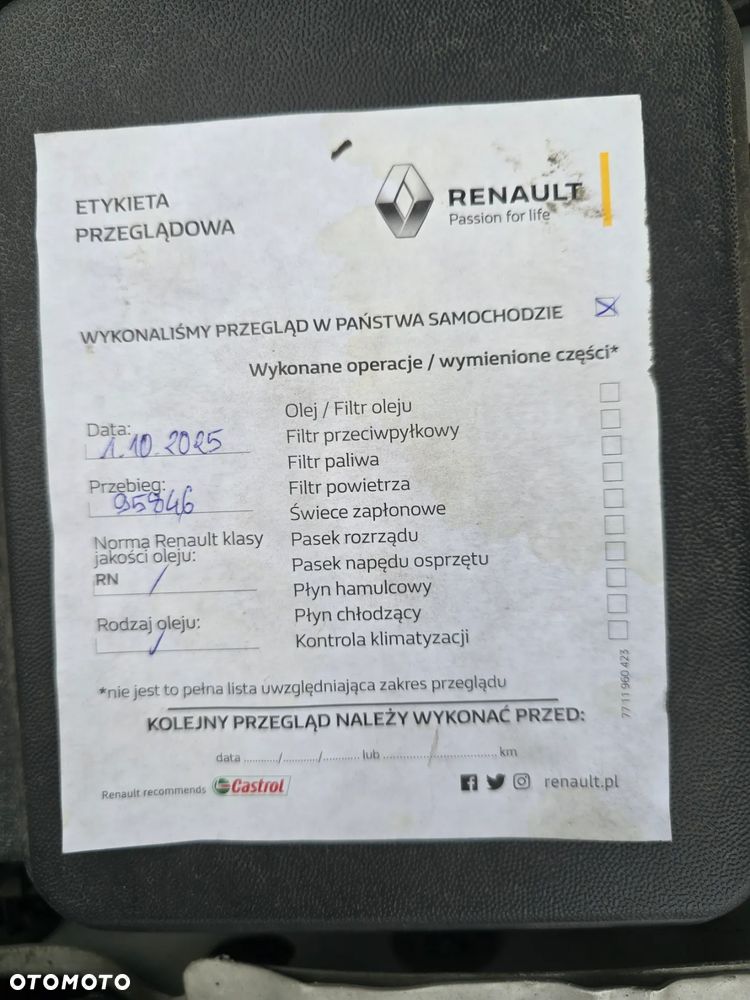 ETYKIETA
PRZEGLĄDOWA
RENAULT
Passion for life
WYKONALIŚMY PRZEGLĄD W PAŃSTWA SAMOCHODZIE
Wykonane operacje / wymienione części*
Olej / Filtr oleju
Filtr przeciwpyłkowy
Filtr paliwa
Filtr powietrza
Świece zapłonowe
Pasek rozrządu
Pasek napędu osprzętu
Płyn hamulcowy
Płyn chłodzący
Kontrola klimatyzacji
Data:
1.10.2025
Przebieg:
95846
Norma Renault klasy
jakości oleju:
RN /
Rodzaj oleju:
/
*nie jest to pełna lista uwzględniająca zakres przeglądu
KOLEJNY PRZEGLĄD NALEŻY WYKONAĆ PRZED:
data ............/............/............ lub ................/.................... km
Renault recommends Castrol
renault.pl
77 11 960 423
OTOMOTO